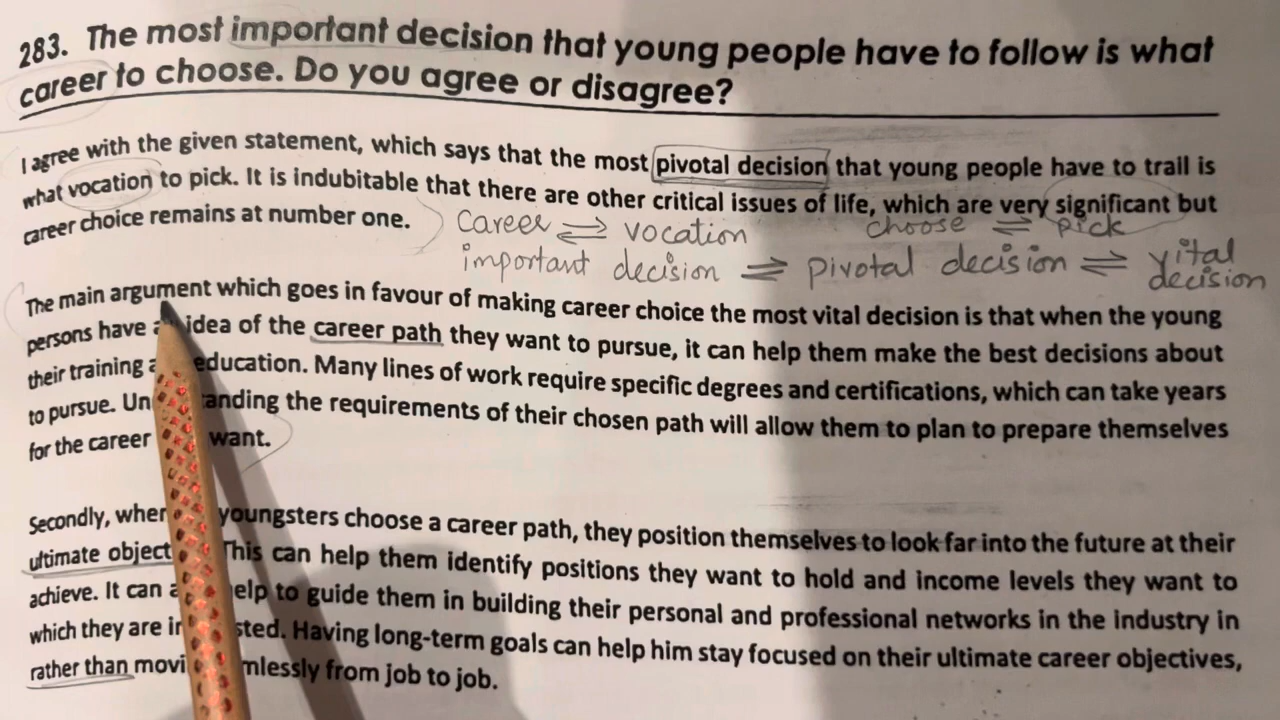 283. The most important decision that young people have to follow is what
career to choose. Do you agree or disagree?
I agree with the given statement, which says that the most pivotal decision that young people have to trail is
what vocation to pick. It is indubitable that there are other critical issues of life, which are very significant but
career choice remains at number one.
career ⇌ vocation choose ⇌ pick
important decision ⇌ pivotal decision ⇌ vital
decision
The main argument which goes in favour of making career choice the most vital decision is that when the young
persons have idea of the career path they want to pursue, it can help them make the best decisions about
their training education. Many lines of work require specific degrees and certifications, which can take years
to pursue. the requirements of their chosen path will allow them to plan to prepare themselves
for the career want.
Secondly, youngsters choose a career path, they position themselves to look far into the future at their
ultimate This can help them identify positions they want to hold and income levels they want to
achieve. It can to guide them in building their personal and professional networks in the industry in
which they are Having long-term goals can help him stay focused on their ultimate career objectives,
rather than from job to job.